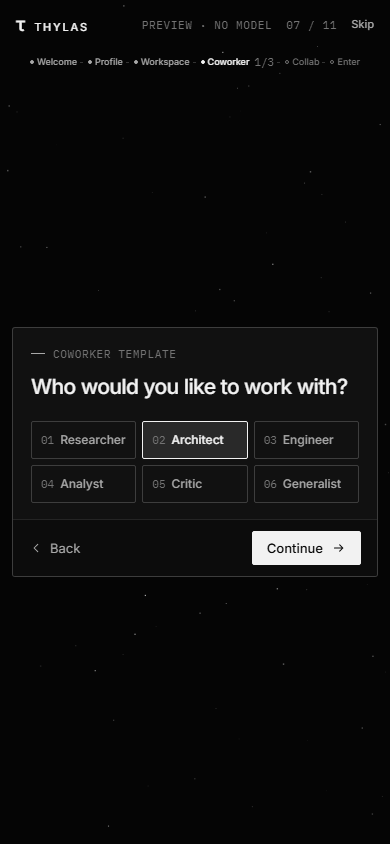 τ THYLAS PREVIEW · NO MODEL 07 / 11 Skip
Welcome - Profile - Workspace - Coworker 1/3 - Collab - Enter
— COWORKER TEMPLATE
Who would you like to work with?
01 Researcher 02 Architect 03 Engineer
04 Analyst 05 Critic 06 Generalist
Back Continue →